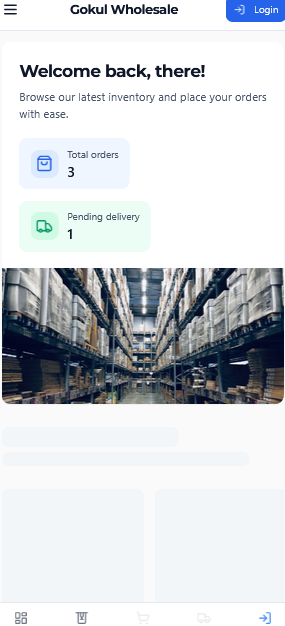 Gokul Wholesale
Login
Welcome back, there!
Browse our latest inventory and place your orders
with ease.
Total orders
3
Pending delivery
1